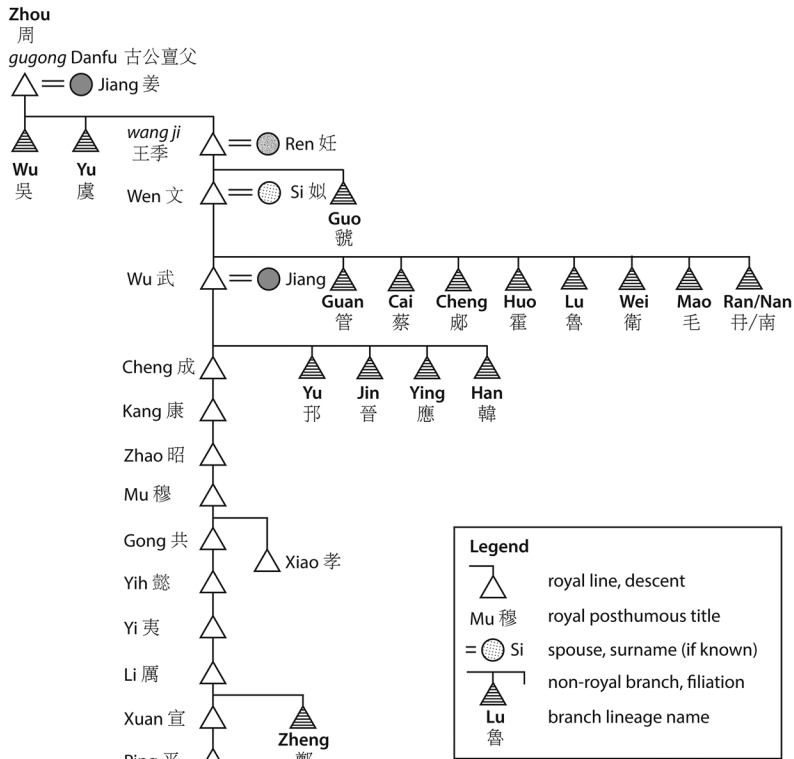 Zhou
周
gugong Danfu 古公亶父
Jiang 姜
wang ji
王季
Ren 妊
Wu
吳
Yu
虞
Wen 文
Si 姒
Guo
虢
Wu 武
Jiang
Guan
管
Cai
蔡
Cheng
郕
Huo
霍
Lu
魯
Wei
衛
Mao
毛
Ran/Nan
冉/南
Cheng 成
Yu
邘
Jin
晉
Ying
應
Han
韓
Kang 康
Zhao 昭
Mu 穆
Gong 共
Xiao 孝
Yih 懿
Yi 夷
Li 厲
Xuan 宣
Zheng
鄭
Ping 平
Legend
royal line, descent
Mu 穆 royal posthumous title
= Si spouse, surname (if known)
non-royal branch, filiation
Lu branch lineage name
魯